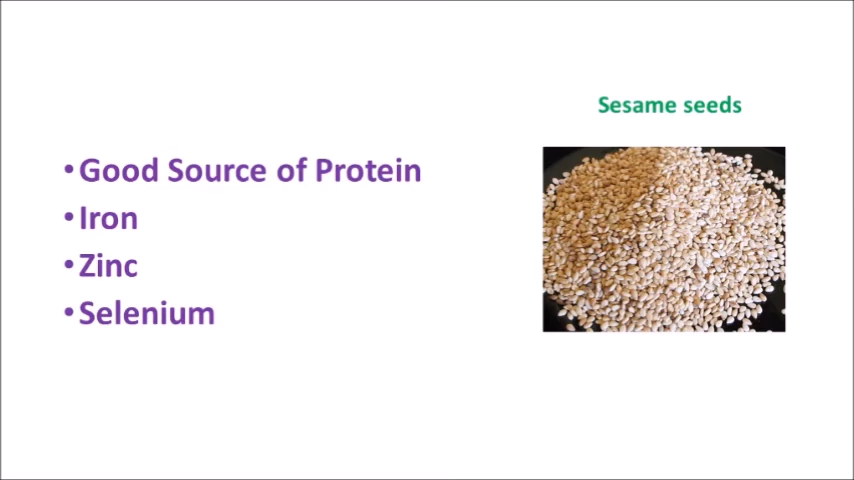 Sesame seeds
•Good Source of Protein
•Iron
•Zinc
•Selenium